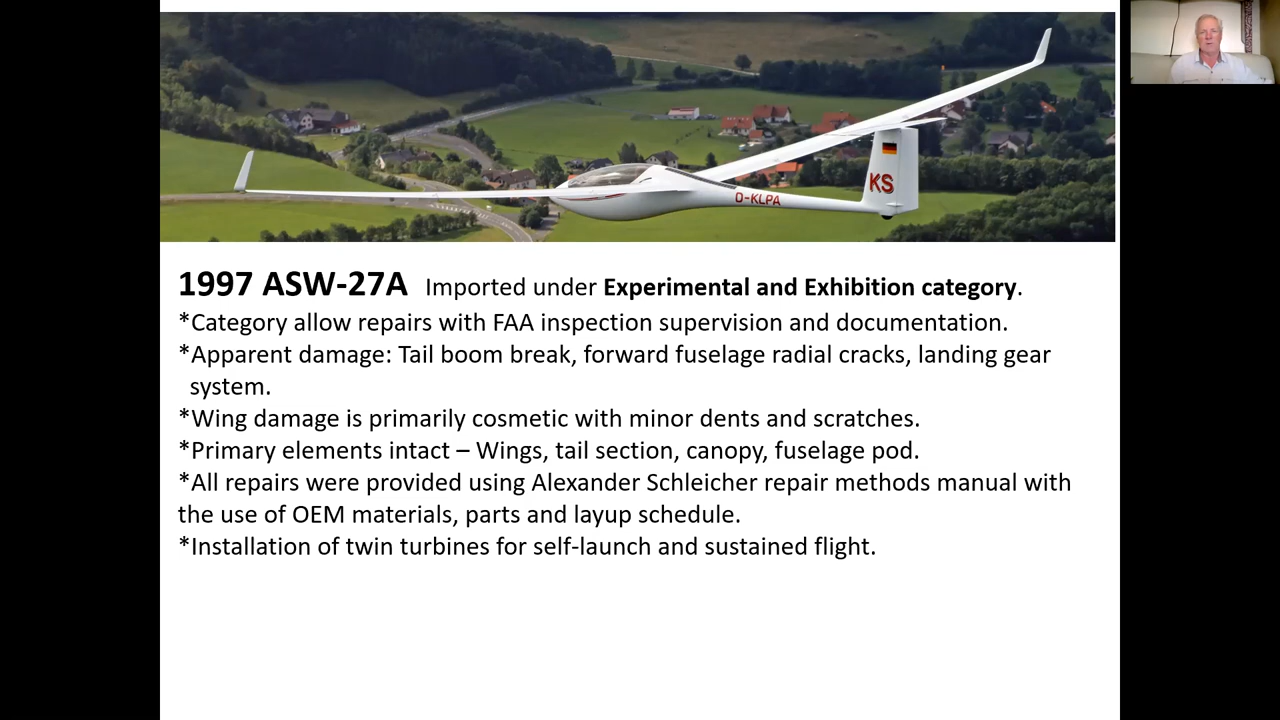 KS
D-KLPA
1997 ASW-27A Imported under Experimental and Exhibition category.
*Category allow repairs with FAA inspection supervision and documentation.
*Apparent damage: Tail boom break, forward fuselage radial cracks, landing gear
system.
*Wing damage is primarily cosmetic with minor dents and scratches.
*Primary elements intact – Wings, tail section, canopy, fuselage pod.
*All repairs were provided using Alexander Schleicher repair methods manual with
the use of OEM materials, parts and layup schedule.
*Installation of twin turbines for self-launch and sustained flight.